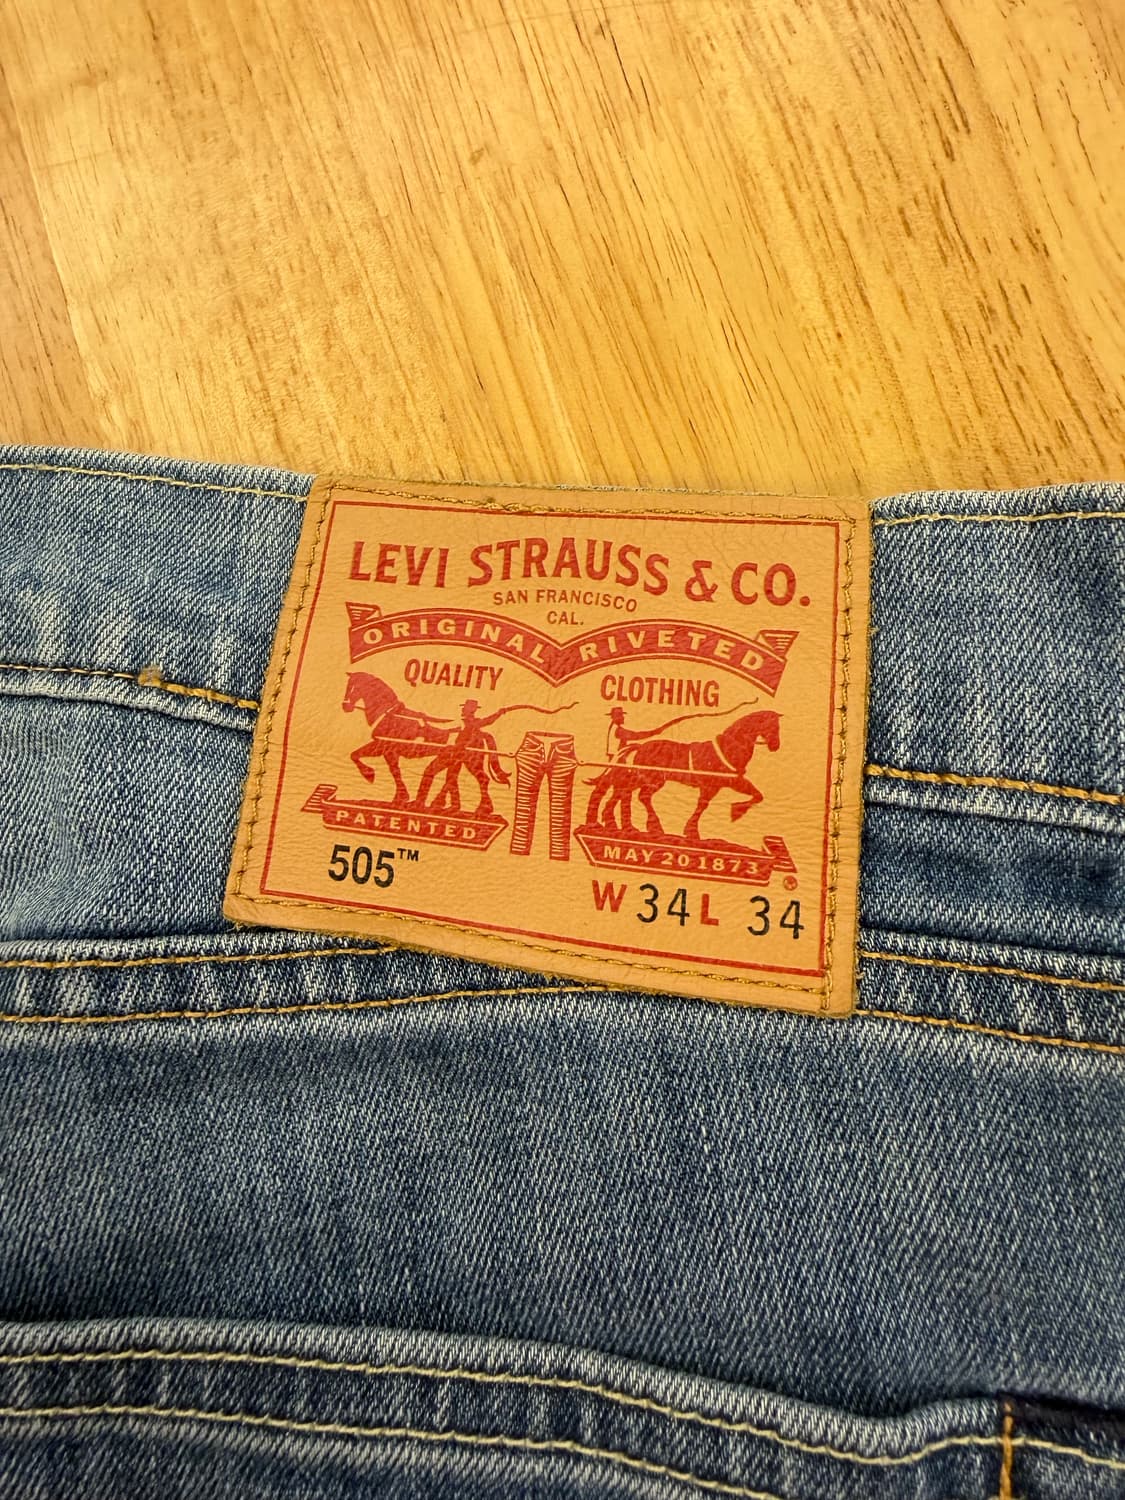 LEVI STRAUSS & CO.
SAN FRANCISCO
CAL.
ORIGINAL RIVETED
QUALITY CLOTHING
PATENTED MAY 20 1873
505™
W 34 L 34